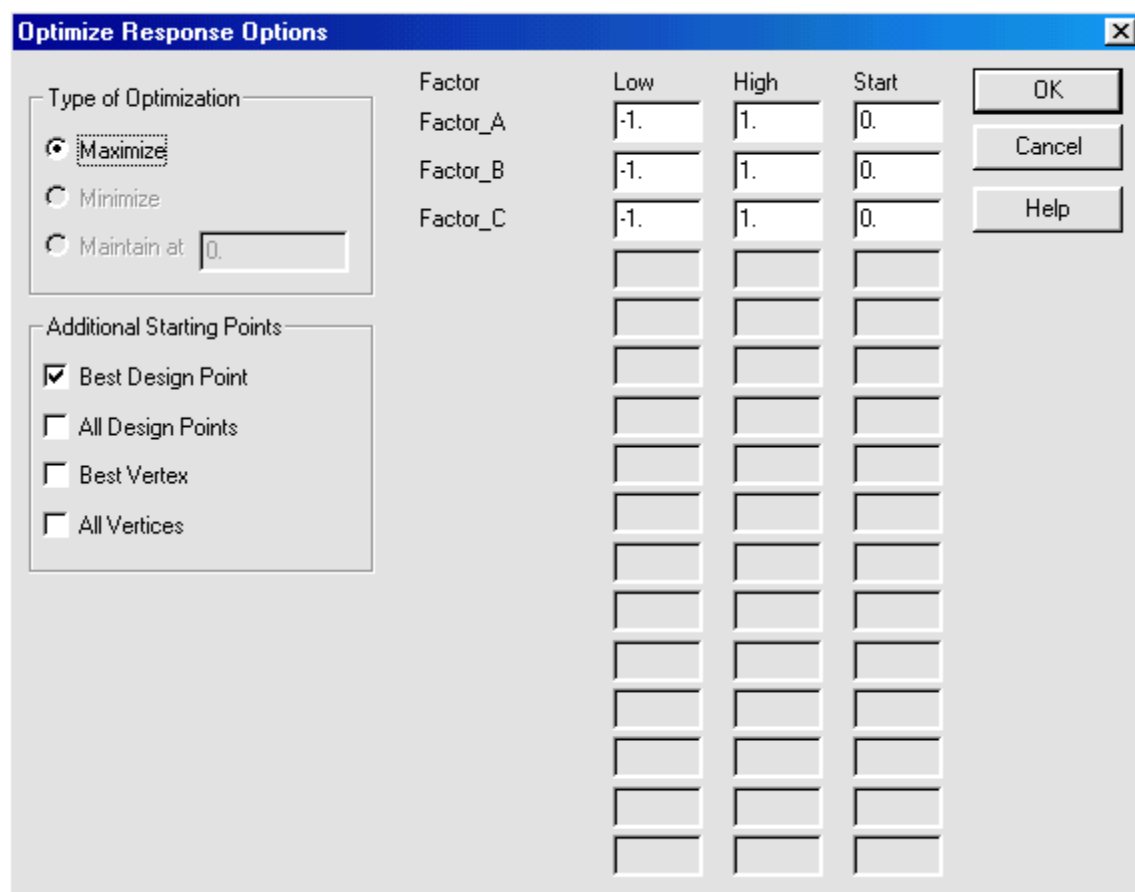 Optimize Response Options
Type of Optimization
Maximize
Minimize
Maintain at 0.
Additional Starting Points
Best Design Point
All Design Points
Best Vertex
All Vertices
Factor Low High Start
Factor_A -1. 1. 0.
Factor_B -1. 1. 0.
Factor_C -1. 1. 0.
OK
Cancel
Help